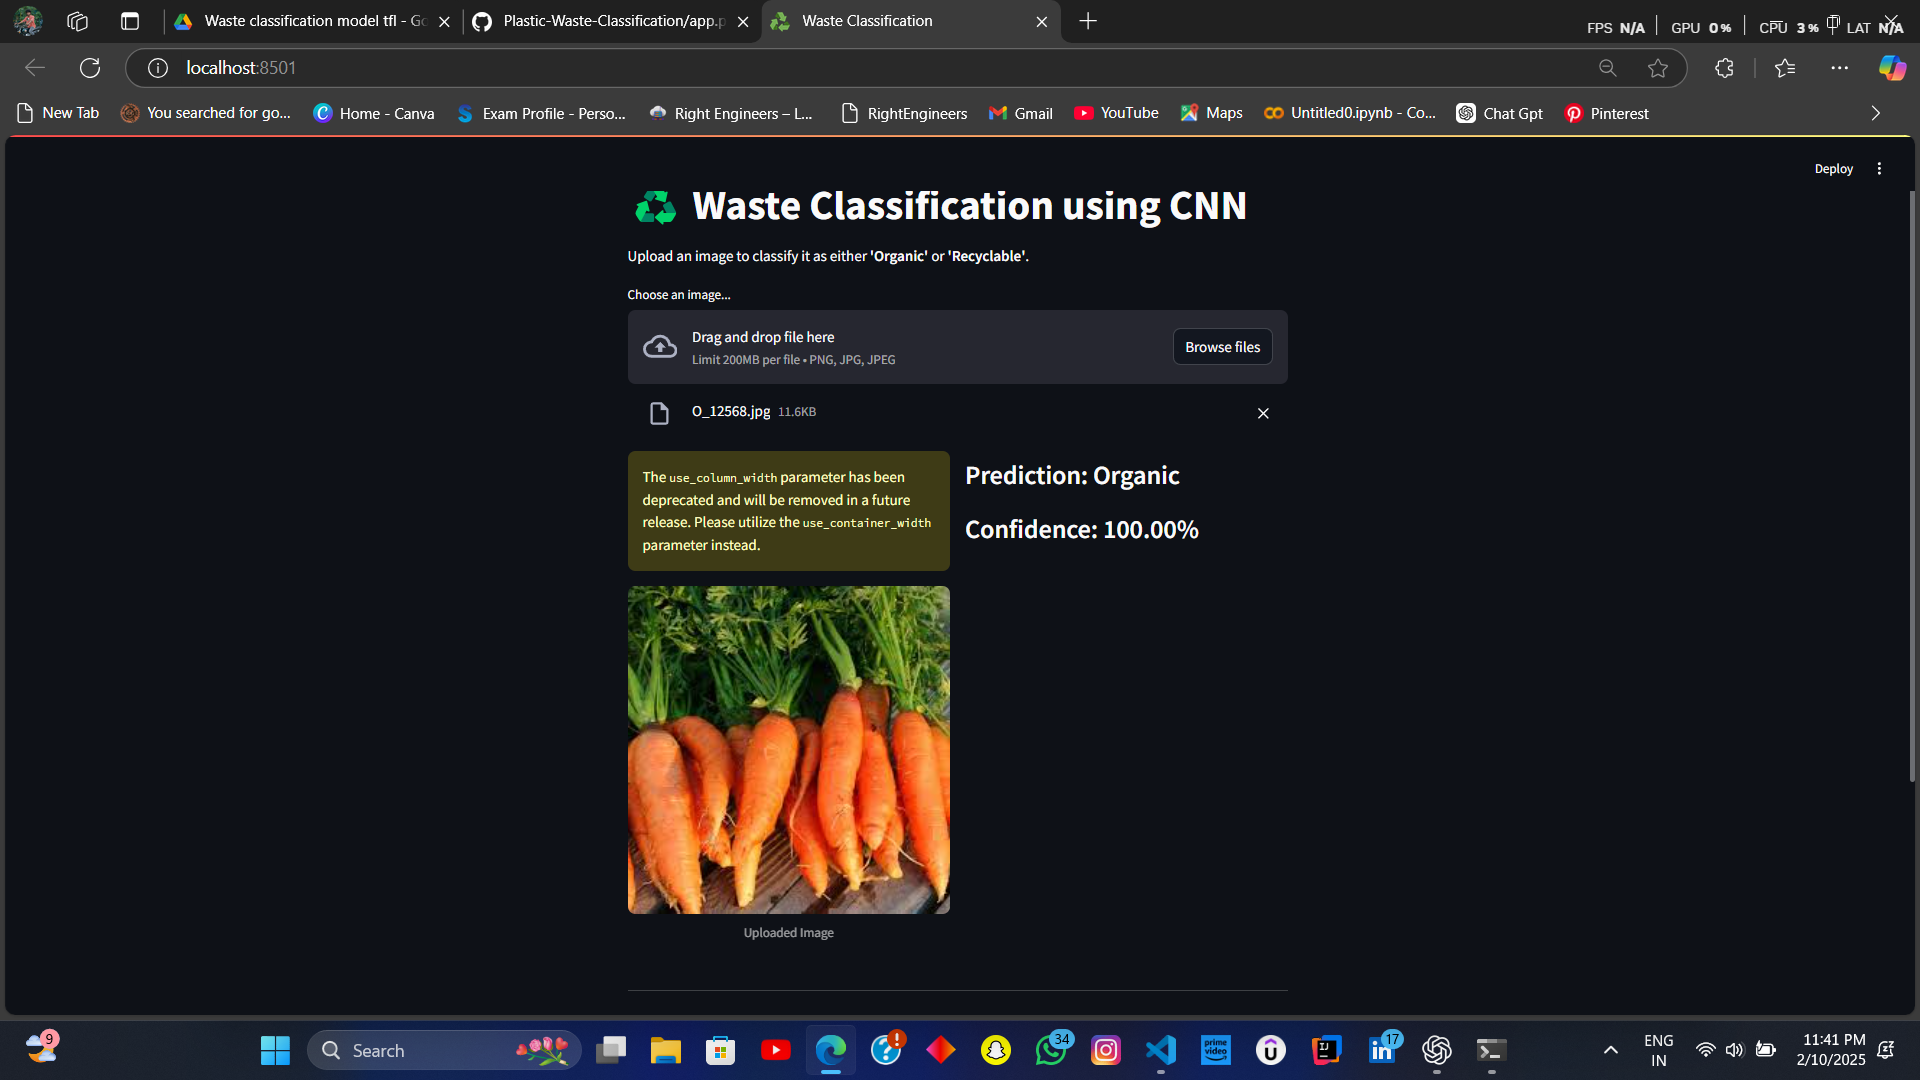 Waste classification model tfl - Go
Plastic-Waste-Classification/app.p
Waste Classification
FPS N/A
GPU 0%
CPU 3%
LAT N/A
localhost:8501
New Tab
You searched for go...
Home - Canva
Exam Profile - Perso...
Right Engineers – L...
RightEngineers
Gmail
YouTube
Maps
Untitled0.ipynb - Co...
Chat Gpt
Pinterest
Deploy
Waste Classification using CNN
Upload an image to classify it as either 'Organic' or 'Recyclable'.
Choose an image...
Drag and drop file here
Limit 200MB per file • PNG, JPG, JPEG
Browse files
O_12568.jpg 11.6KB
The use_column_width parameter has been
deprecated and will be removed in a future
release. Please utilize the use_container_width
parameter instead.
Prediction: Organic
Confidence: 100.00%
Uploaded Image
9
Search
34
prime video
IJ
17
ENG
IN
11:41 PM
2/10/2025